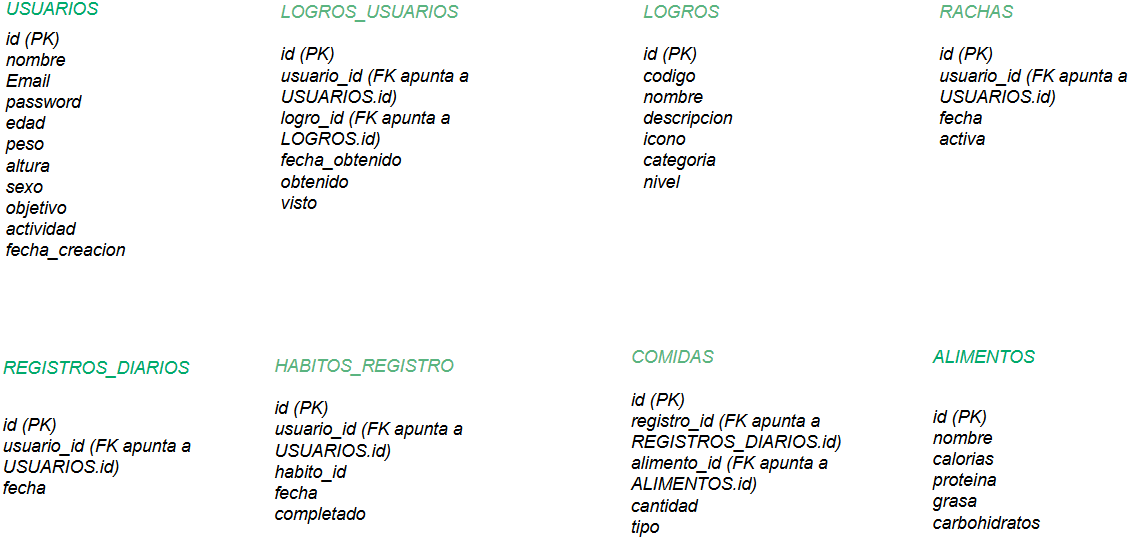 USUARIOS
id (PK)
nombre
Email
password
edad
peso
altura
sexo
objetivo
actividad
fecha_creacion
LOGROS_USUARIOS
id (PK)
usuario_id (FK apunta a
USUARIOS.id)
logro_id (FK apunta a
LOGROS.id)
fecha_obtenido
obtenido
visto
LOGROS
id (PK)
codigo
nombre
descripcion
icono
categoria
nivel
RACHAS
id (PK)
usuario_id (FK apunta a
USUARIOS.id)
fecha
activa
REGISTROS_DIARIOS
id (PK)
usuario_id (FK apunta a
USUARIOS.id)
fecha
HABITOS_REGISTRO
id (PK)
usuario_id (FK apunta a
USUARIOS.id)
habito_id
fecha
completado
COMIDAS
id (PK)
registro_id (FK apunta a
REGISTROS_DIARIOS.id)
alimento_id (FK apunta a
ALIMENTOS.id)
cantidad
tipo
ALIMENTOS
id (PK)
nombre
calorias
proteina
grasa
carbohidratos